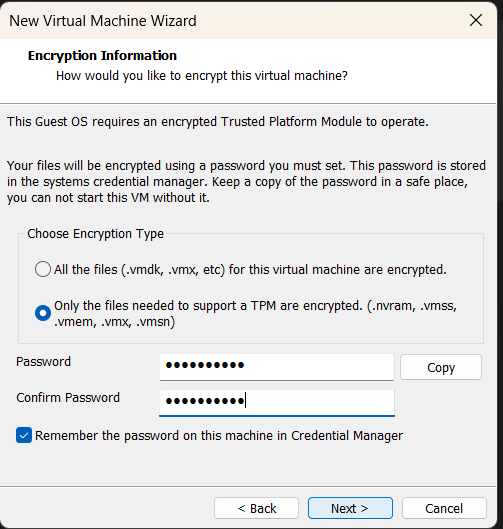 New Virtual Machine Wizard
Encryption Information
How would you like to encrypt this virtual machine?
This Guest OS requires an encrypted Trusted Platform Module to operate.
Your files will be encrypted using a password you must set. This password is stored
in the systems credential manager. Keep a copy of the password in a safe place,
you can not start this VM without it.
Choose Encryption Type
All the files (.vmdk, .vmx, etc) for this virtual machine are encrypted.
Only the files needed to support a TPM are encrypted. (.nvram, .vmss,
.vmem, .vmx, .vmsn)
Password ●●●●●●●●●● Copy
Confirm Password ●●●●●●●●●●
Remember the password on this machine in Credential Manager
< Back Next > Cancel